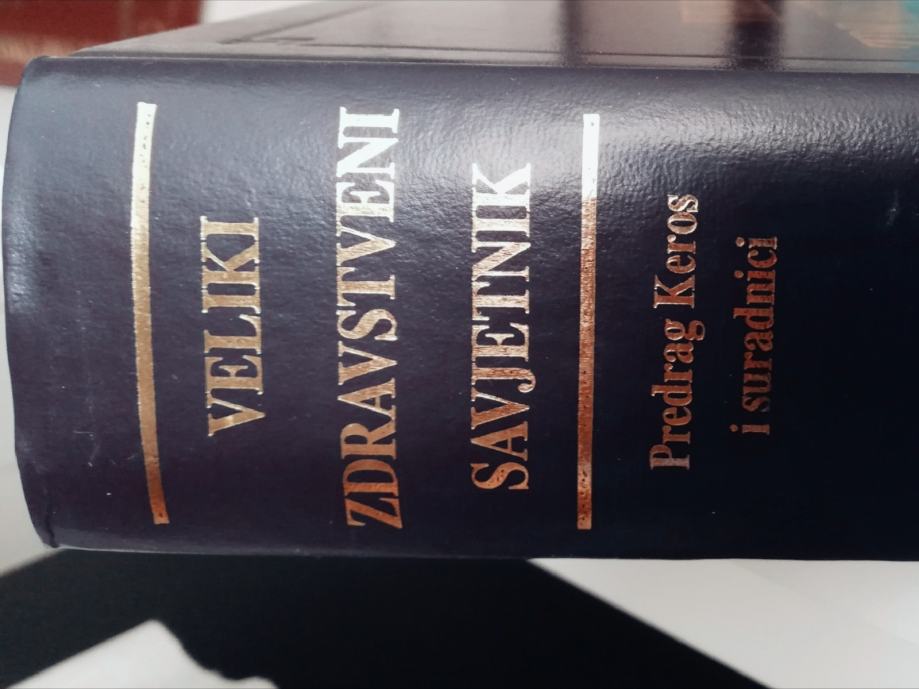 VELIKI
ZDRAVSTVENI
SAVJETNIK
Predrag Keros
i suradnici